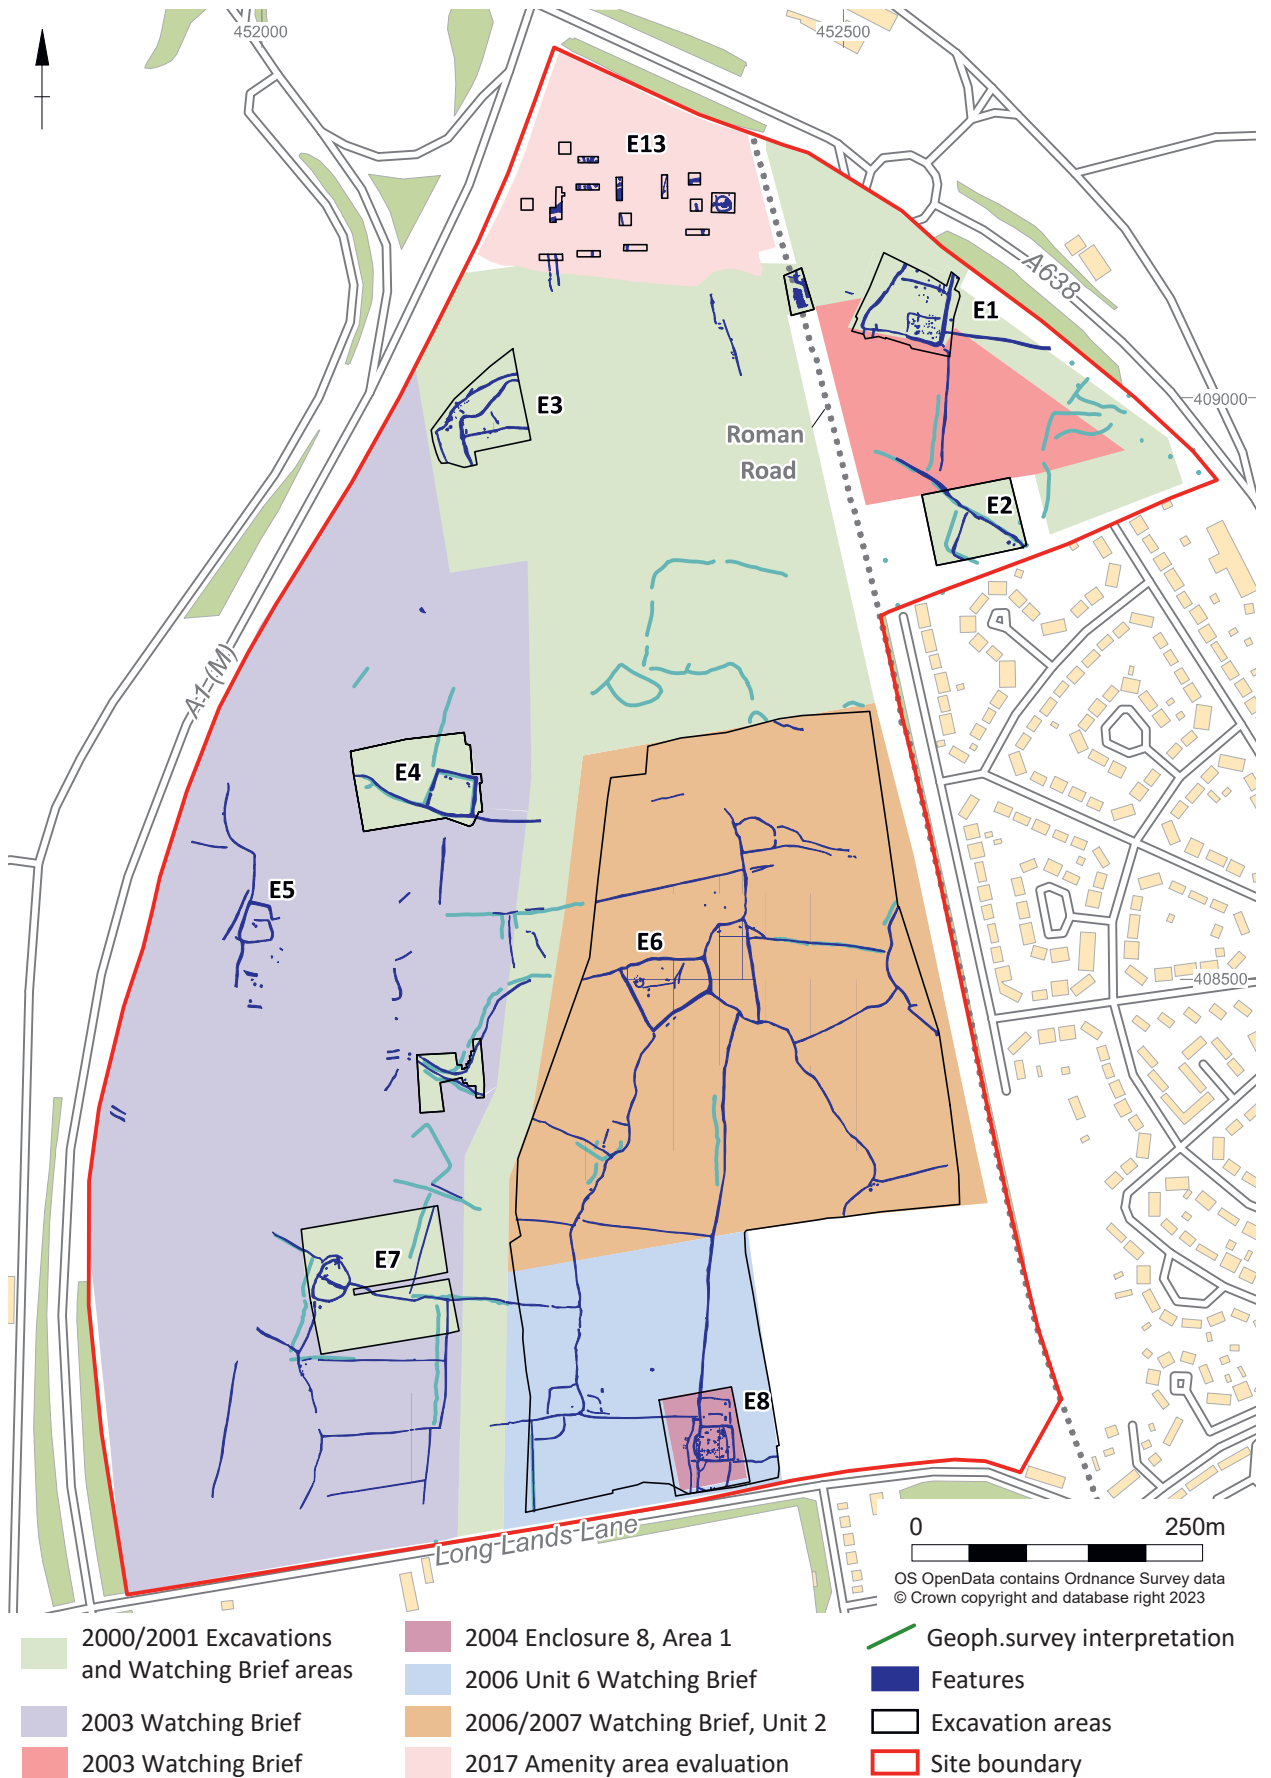 452000
452500
E13
A638
E1
409000
E3
Roman
Road
E2
A1 (M)
E4
E5
E6
408500
E7
E8
Long Lands Lane
0 250m
OS OpenData contains Ordnance Survey data
© Crown copyright and database right 2023
2000/2001 Excavations
and Watching Brief areas
2003 Watching Brief
2003 Watching Brief
2004 Enclosure 8, Area 1
2006 Unit 6 Watching Brief
2006/2007 Watching Brief, Unit 2
2017 Amenity area evaluation
Geoph.survey interpretation
Features
Excavation areas
Site boundary